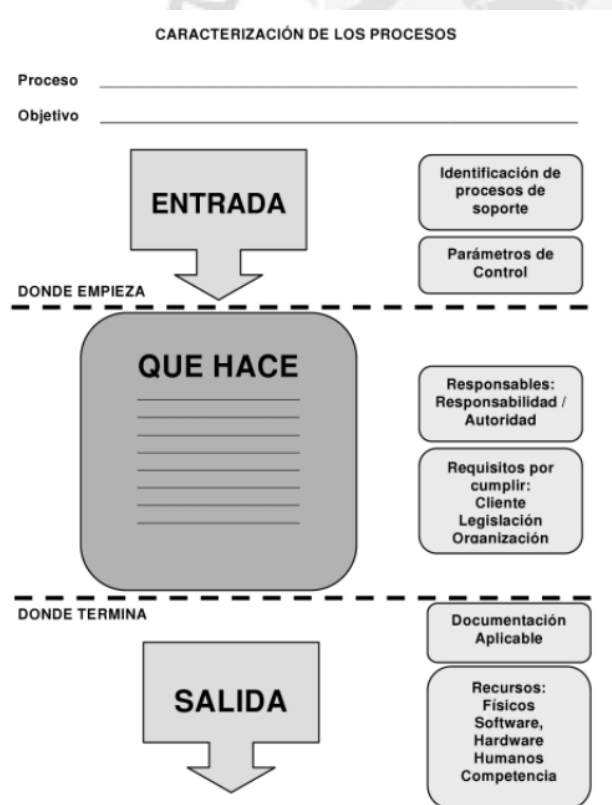 CARACTERIZACIÓN DE LOS PROCESOS
Proceso
Objetivo
ENTRADA
Identificación de
procesos de
soporte
Parámetros de
Control
DONDE EMPIEZA
QUE HACE
Responsables:
Responsabilidad /
Autoridad
Requisitos por
cumplir:
Cliente
Legislación
Organización
DONDE TERMINA
Documentación
Aplicable
SALIDA
Recursos:
Físicos
Software,
Hardware
Humanos
Competencia